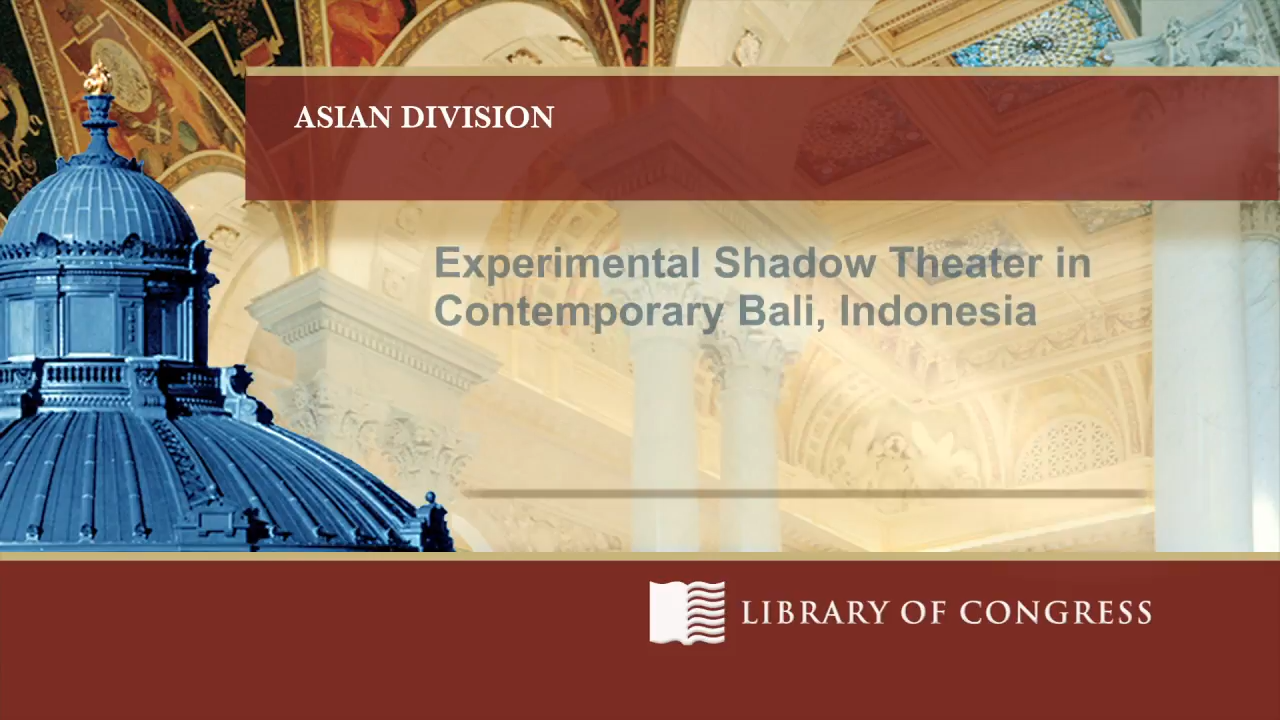 ASIAN DIVISION
Experimental Shadow Theater in
Contemporary Bali, Indonesia
LIBRARY OF CONGRESS